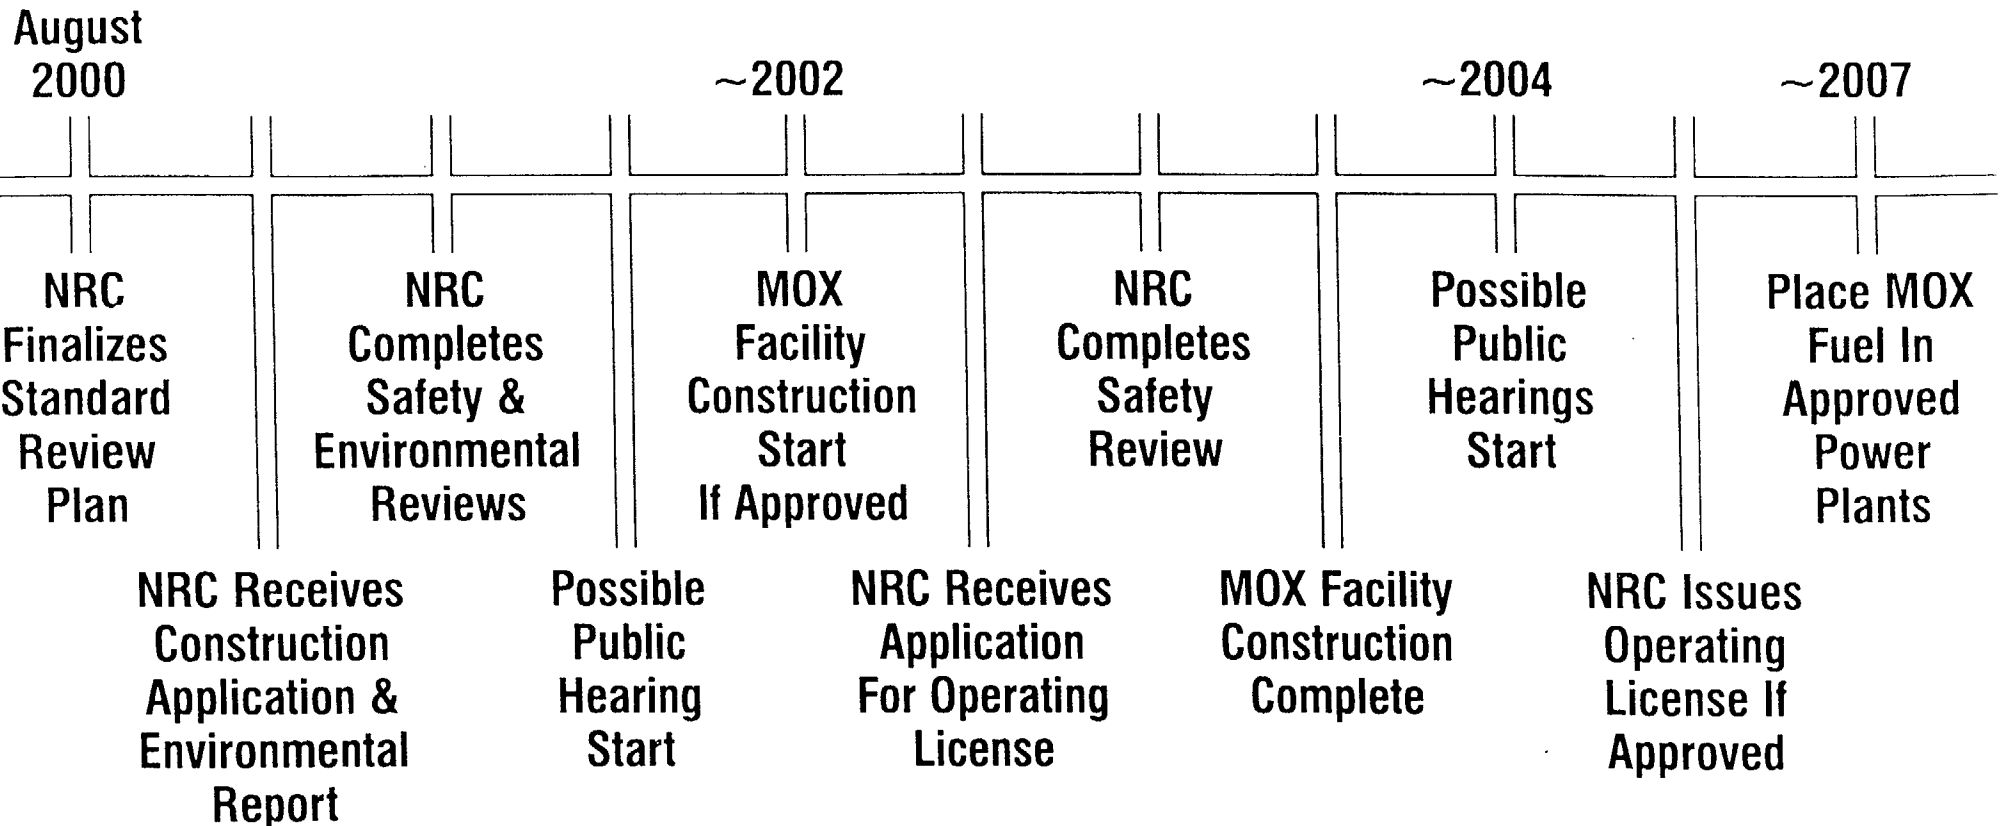 August
2000
~2002
~2004
~2007
NRC
Finalizes
Standard
Review
Plan
NRC Receives
Construction
Application &
Environmental
Report
NRC
Completes
Safety &
Environmental
Reviews
Possible
Public
Hearing
Start
MOX
Facility
Construction
Start
If Approved
NRC Receives
Application
For Operating
License
NRC
Completes
Safety
Review
MOX Facility
Construction
Complete
Possible
Public
Hearings
Start
NRC Issues
Operating
License If
Approved
Place MOX
Fuel In
Approved
Power
Plants